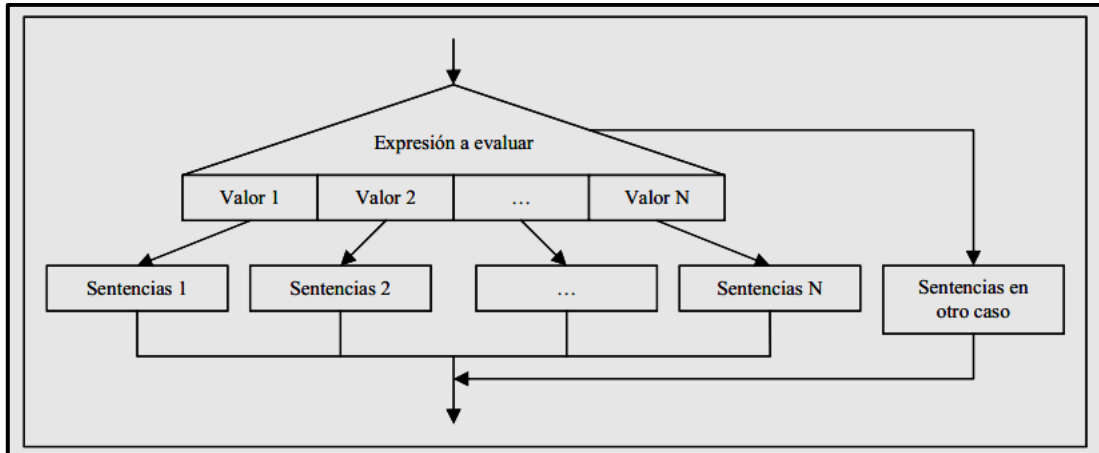 Expresión a evaluar
Valor 1
Valor 2
…
Valor N
Sentencias 1
Sentencias 2
…
Sentencias N
Sentencias en
otro caso